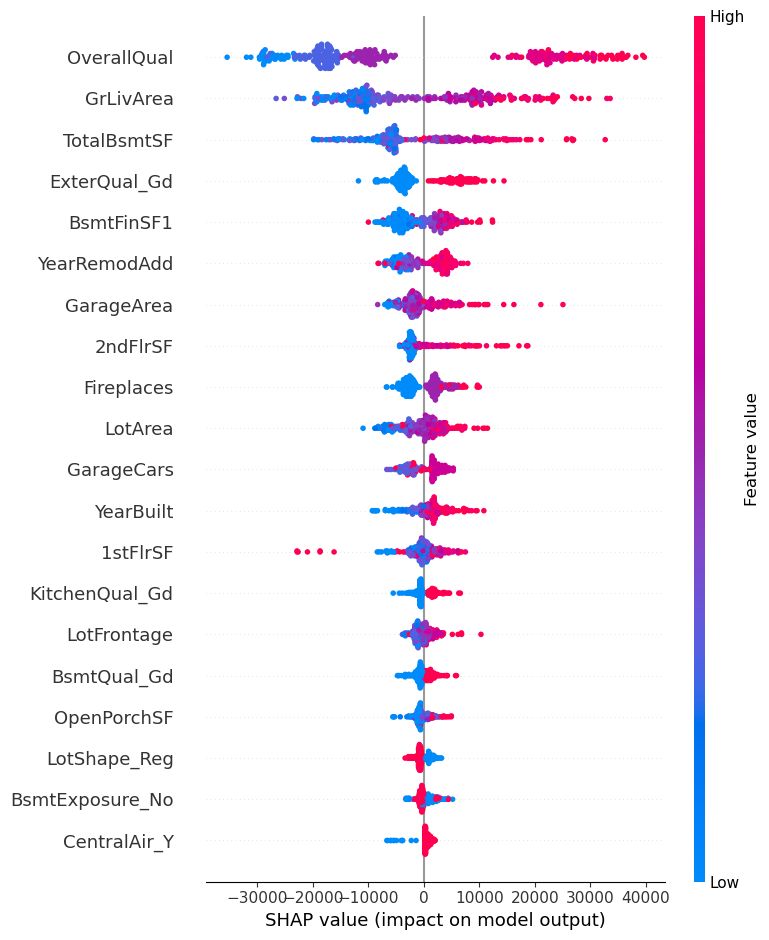 High
OverallQual
GrLivArea
TotalBsmtSF
ExterQual_Gd
BsmtFinSF1
YearRemodAdd
GarageArea
2ndFlrSF
Fireplaces
LotArea
GarageCars
YearBuilt
1stFlrSF
KitchenQual_Gd
LotFrontage
BsmtQual_Gd
OpenPorchSF
LotShape_Reg
BsmtExposure_No
CentralAir_Y
Feature value
Low
−30000 −20000 −10000 0 10000 20000 30000 40000
SHAP value (impact on model output)